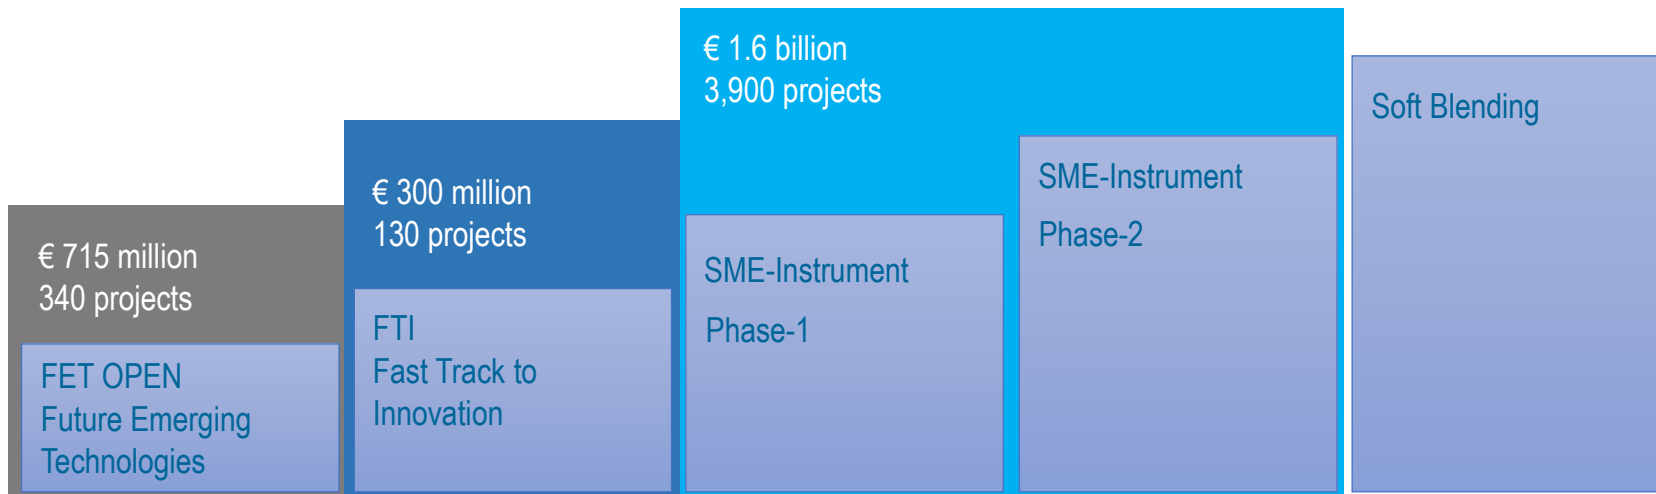 € 715 million
340 projects
FET OPEN
Future Emerging
Technologies
€ 300 million
130 projects
FTI
Fast Track to
Innovation
€ 1.6 billion
3,900 projects
SME-Instrument
Phase-1
SME-Instrument
Phase-2
Soft Blending